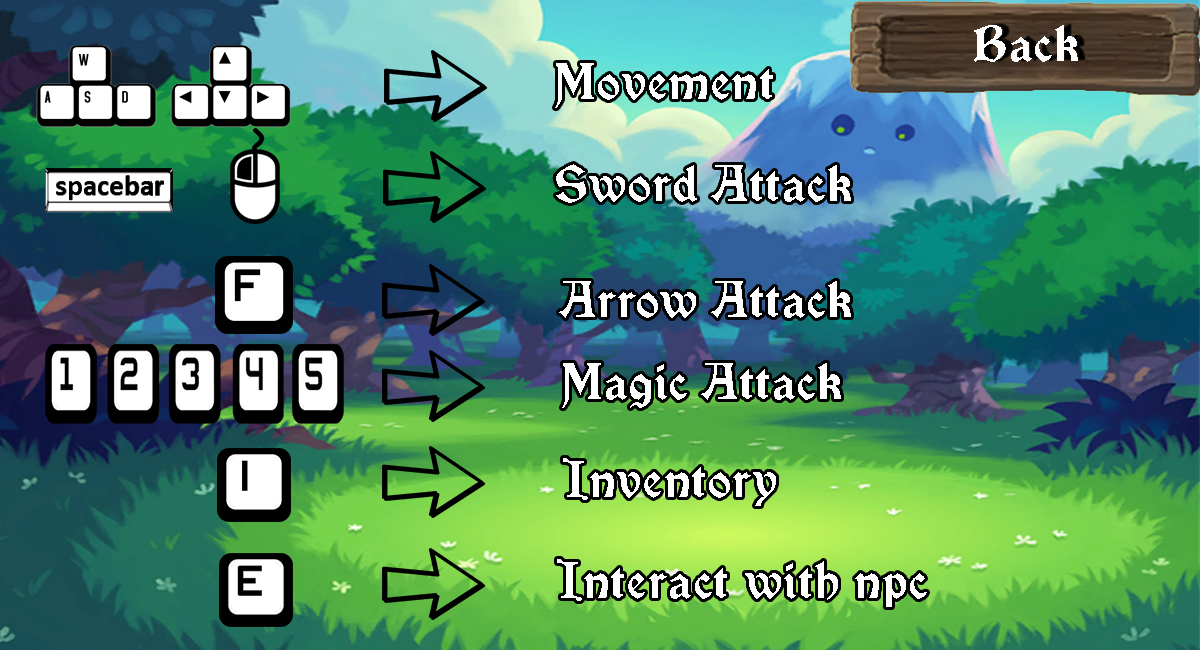 Back
W
A S D
Movement
spacebar
Sword Attack
F
Arrow Attack
1 2 3 4 5
Magic Attack
I
Inventory
E
Interact with npc